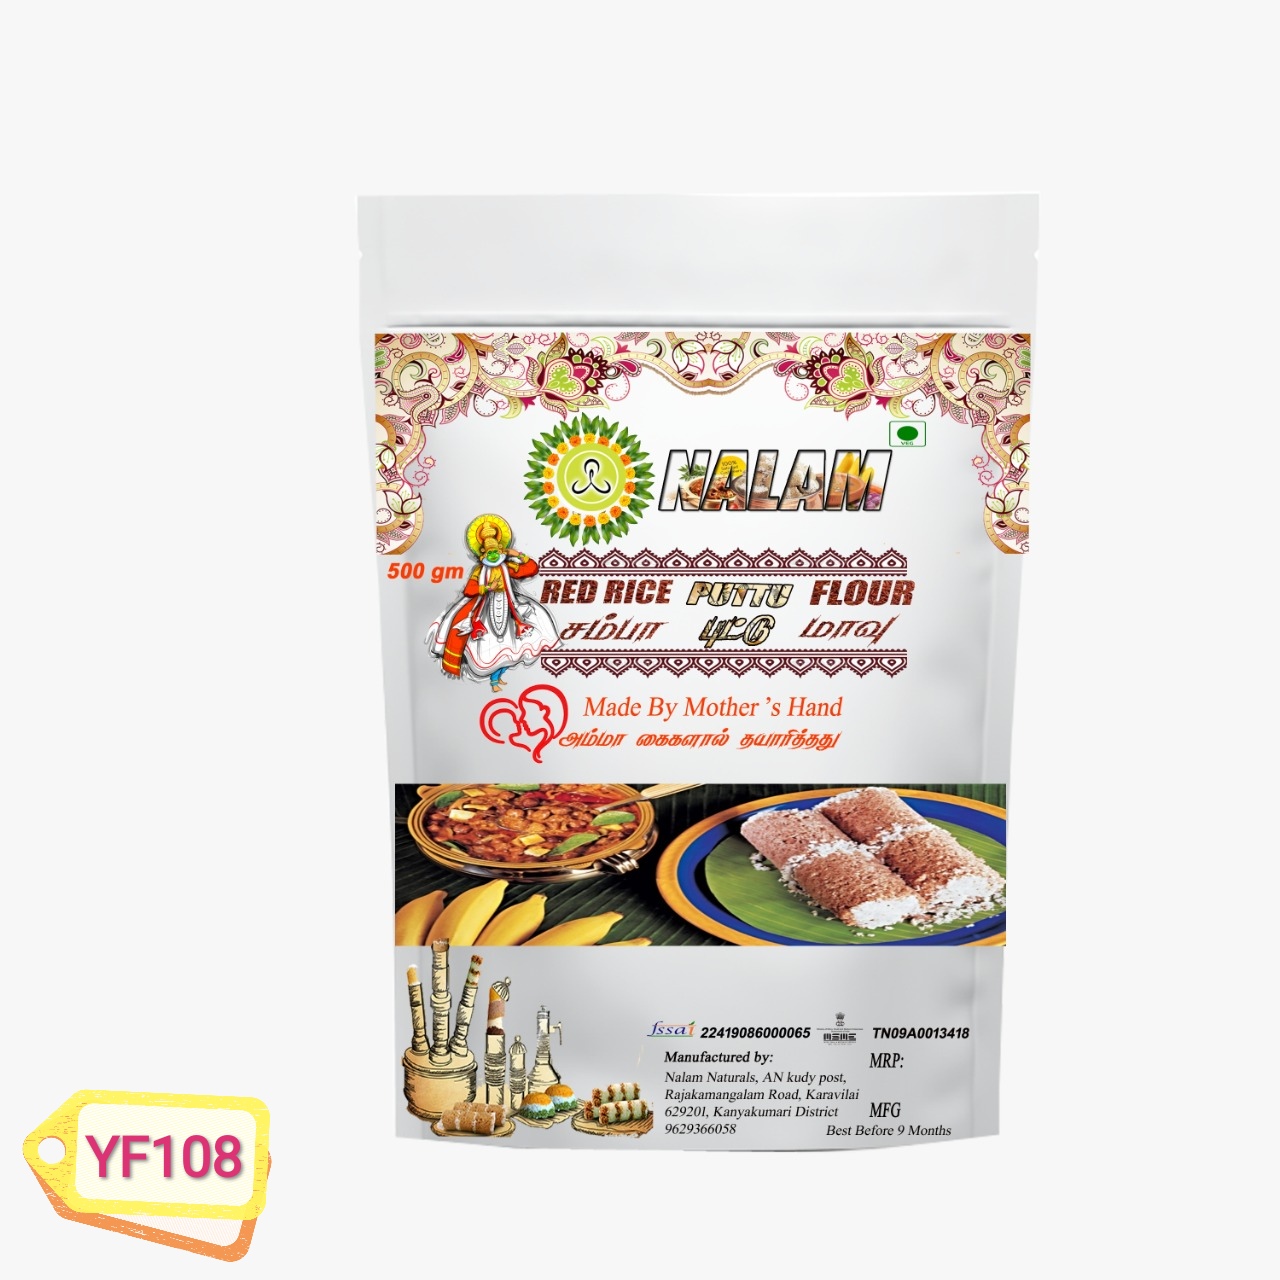 VEG
NALAM
500 gm
RED RICE PUTTU FLOUR
சம்பா புட்டு மாவு
Made By Mother 's Hand
அம்மா கைகளால் தயாரித்தது
fssai 22419086000065 MSME TN09A0013418
Manufactured by: MRP:
Nalam Naturals, AN kudy post,
Rajakamangalam Road, Karavilai
629201, Kanyakumari District MFG
9629366058 Best Before 9 Months
YF108